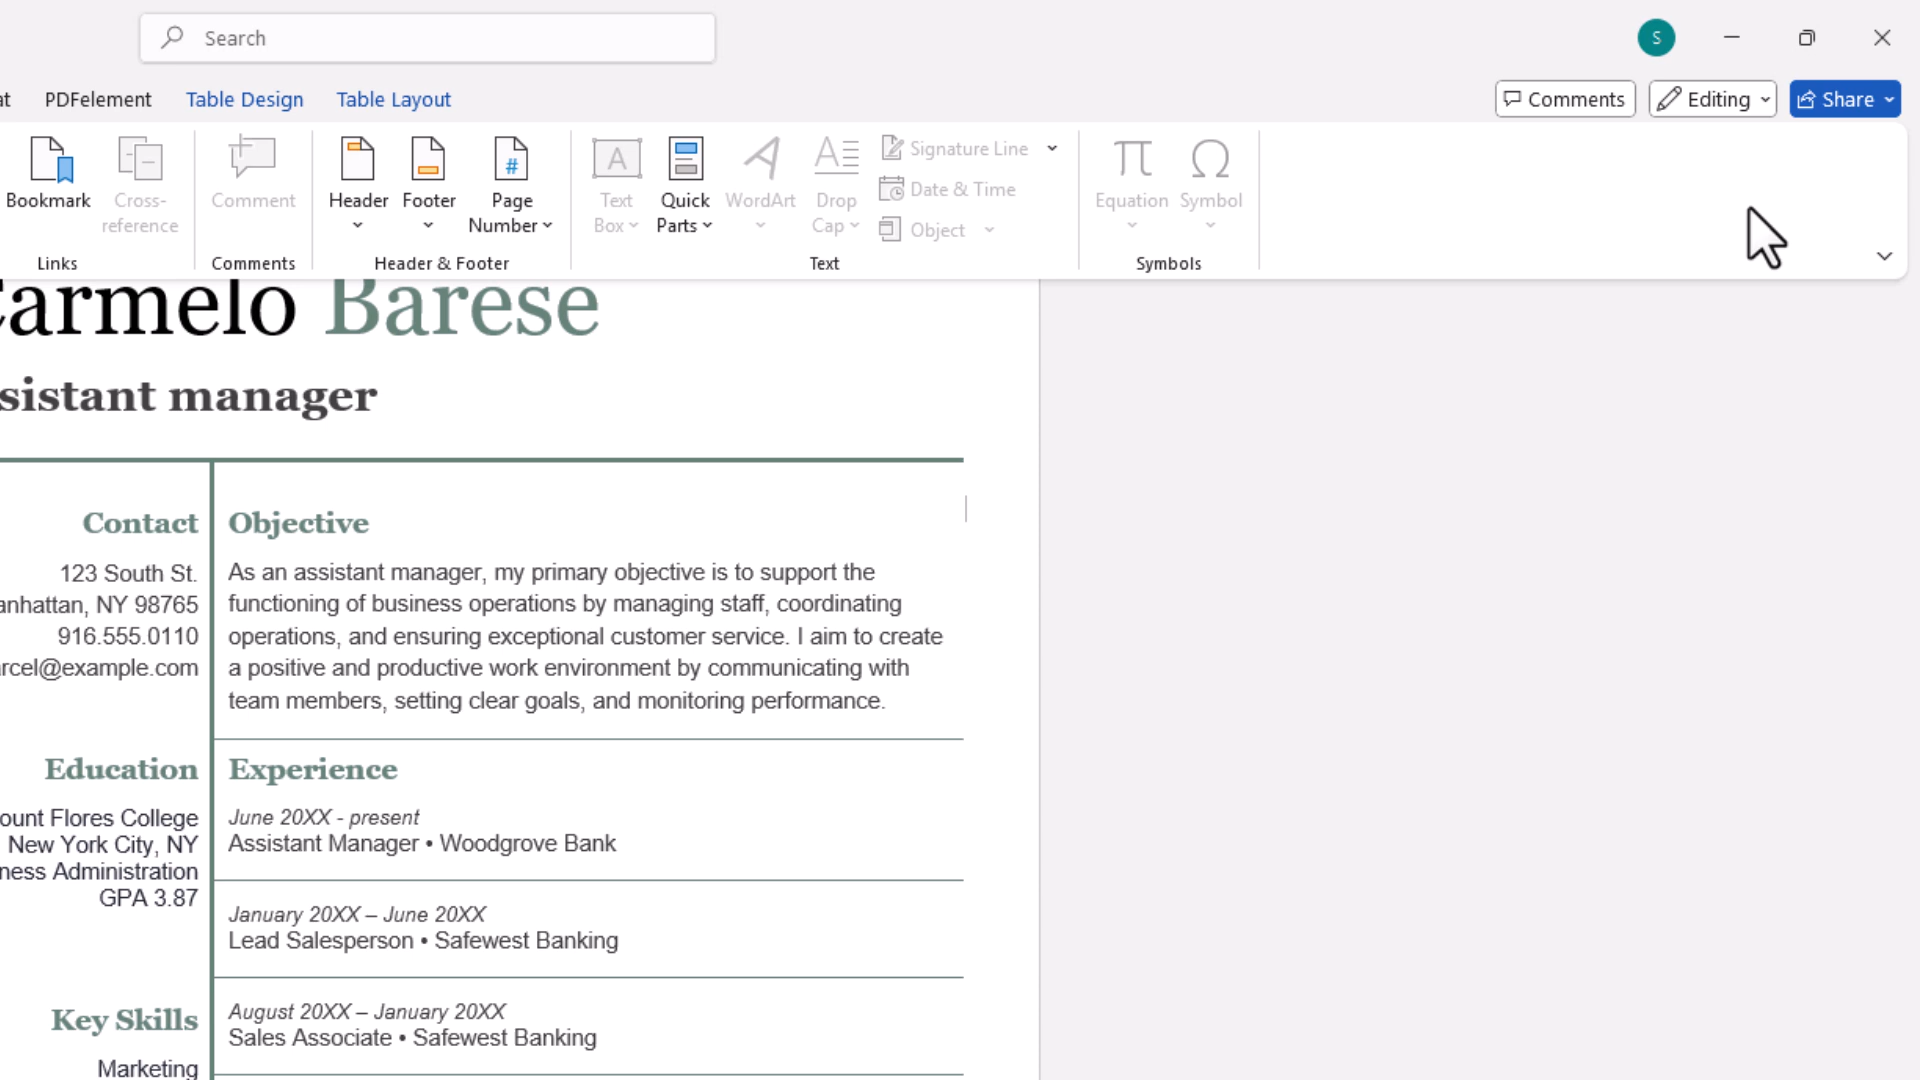 Search
S
at PDFelement Table Design Table Layout
Comments Editing Share
Bookmark
Cross-
reference
Links
Comment
Comments
Header
Footer
Page
Number
Header & Footer
Text
Box
Quick
Parts
WordArt
Drop
Cap
Signature Line
Date & Time
Object
Text
Equation
Symbol
Symbols
Carmelo Barese
sistant manager
Contact
123 South St.
anhattan, NY 98765
916.555.0110
rcel@example.com
Objective
As an assistant manager, my primary objective is to support the
functioning of business operations by managing staff, coordinating
operations, and ensuring exceptional customer service. I aim to create
a positive and productive work environment by communicating with
team members, setting clear goals, and monitoring performance.
Education
ount Flores College
New York City, NY
ness Administration
GPA 3.87
Experience
June 20XX - present
Assistant Manager • Woodgrove Bank
January 20XX – June 20XX
Lead Salesperson • Safewest Banking
August 20XX – January 20XX
Sales Associate • Safewest Banking
Key Skills
Marketing